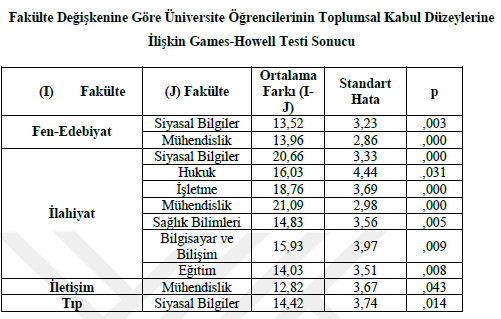 Fakülte Değişkenine Göre Üniversite Öğrencilerinin Toplumsal Kabul Düzeylerine
İlişkin Games-Howell Testi Sonucu
(I) Fakülte (J) Fakülte Ortalama Farkı (I-J) Standart Hata p
Fen-Edebiyat Siyasal Bilgiler 13,52 3,23 ,003
Mühendislik 13,96 2,86 ,000
İlahiyat Siyasal Bilgiler 20,66 3,33 ,000
Hukuk 16,03 4,44 ,031
İşletme 18,76 3,69 ,000
Mühendislik 21,09 2,98 ,000
Sağlık Bilimleri 14,83 3,56 ,005
Bilgisayar ve Bilişim 15,93 3,97 ,009
Eğitim 14,03 3,51 ,008
İletişim Mühendislik 12,82 3,67 ,043
Tıp Siyasal Bilgiler 14,42 3,74 ,014